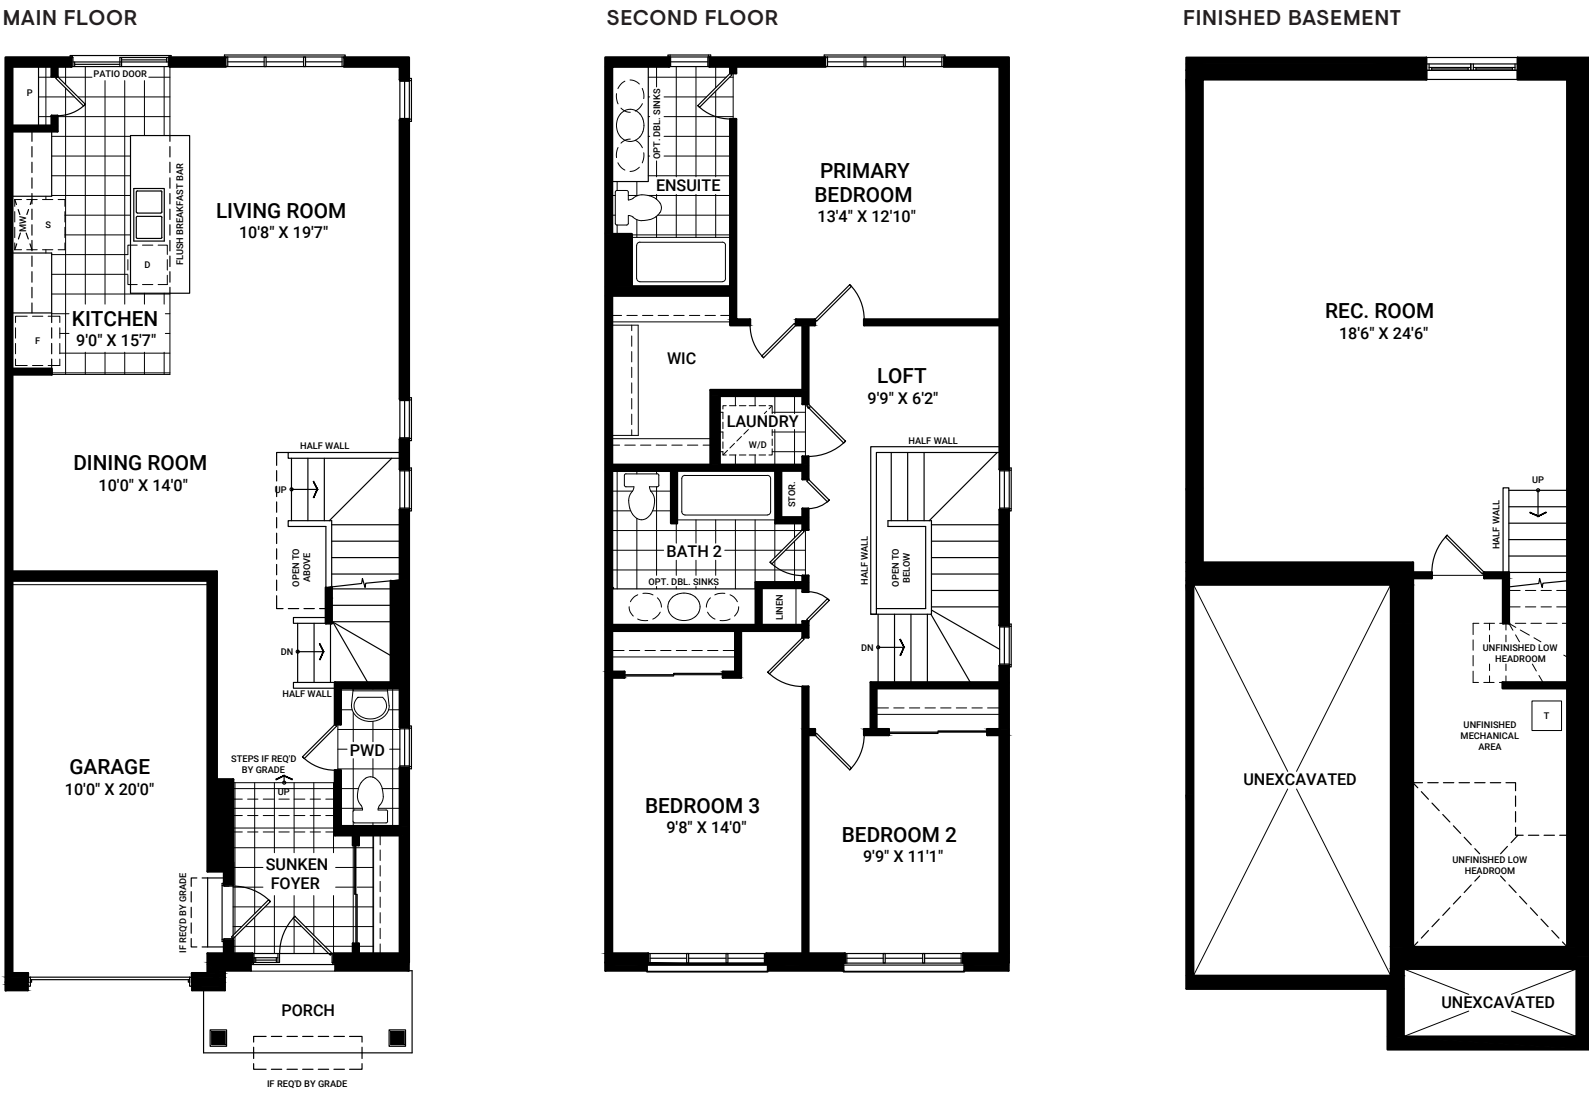 MAIN FLOOR
PATIO DOOR
P
FLUSH BREAKFAST BAR
LIVING ROOM
10'8" X 19'7"
MW
S
D
KITCHEN
9'0" X 15'7"
F
HALF WALL
DINING ROOM
10'0" X 14'0"
UP
OPEN TO
ABOVE
DN
HALF WALL
PWD
STEPS IF REQ'D
BY GRADE
UP
GARAGE
10'0" X 20'0"
SUNKEN
FOYER
IF REQ'D BY GRADE
PORCH
IF REQ'D BY GRADE
SECOND FLOOR
OPT. DBL. SINKS
ENSUITE
PRIMARY
BEDROOM
13'4" X 12'10"
WIC
LOFT
9'9" X 6'2"
LAUNDRY
W/D
HALF WALL
STOR.
BATH 2
OPT. DBL. SINKS
HALF WALL
OPEN TO
BELOW
LINEN
DN
BEDROOM 3
9'8" X 14'0"
BEDROOM 2
9'9" X 11'1"
FINISHED BASEMENT
REC. ROOM
18'6" X 24'6"
UP
HALF WALL
UNFINISHED LOW
HEADROOM
T
UNFINISHED
MECHANICAL
AREA
UNEXCAVATED
UNFINISHED LOW
HEADROOM
UNEXCAVATED